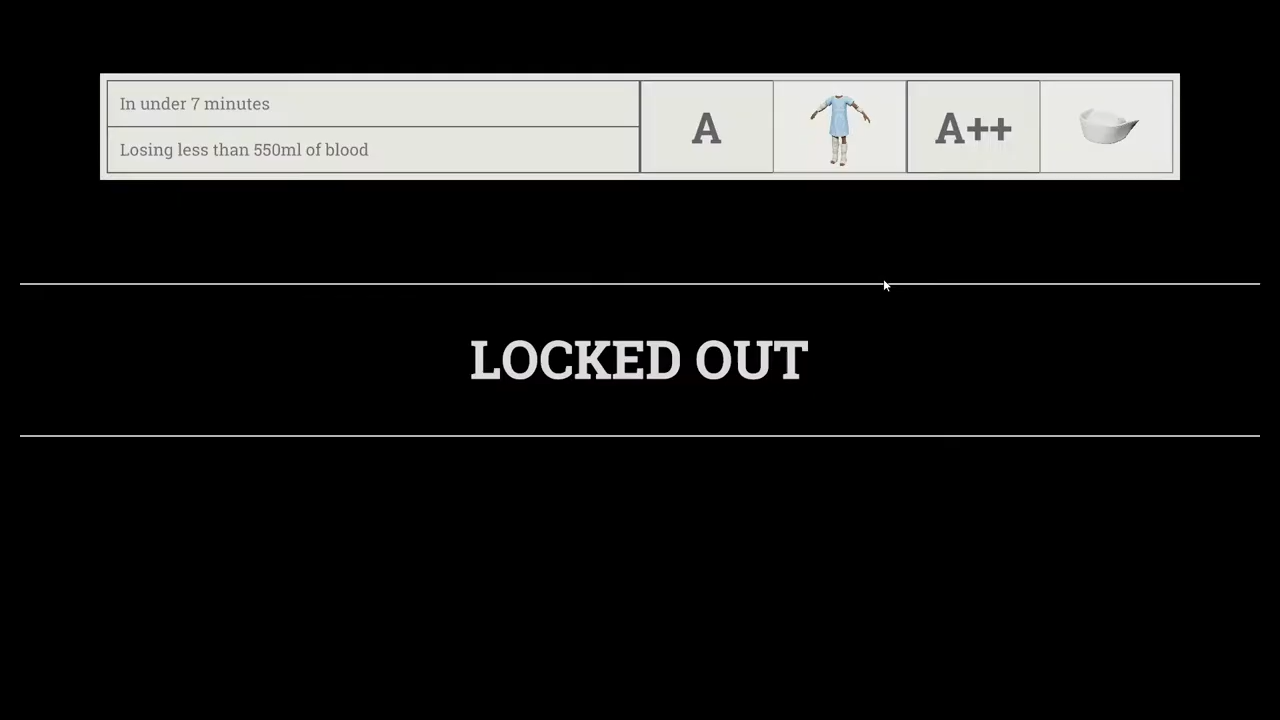 In under 7 minutes
Losing less than 550ml of blood
A
A++
LOCKED OUT